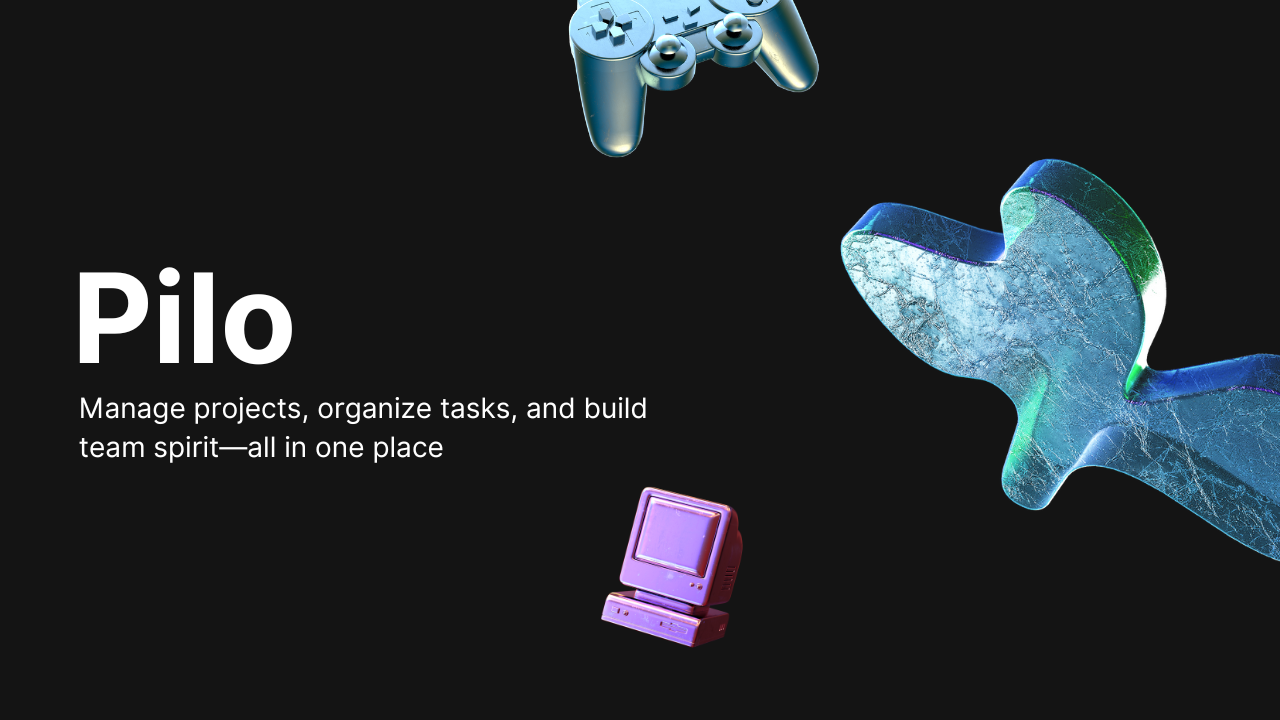 Pilo
Manage projects, organize tasks, and build
team spirit—all in one place